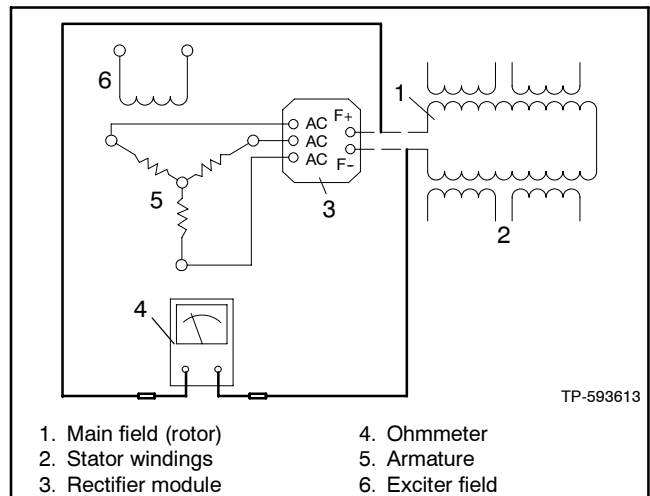 6
1
AC F+
AC
AC F-
5
3
2
4
TP-593613
1. Main field (rotor)
2. Stator windings
3. Rectifier module
4. Ohmmeter
5. Armature
6. Exciter field